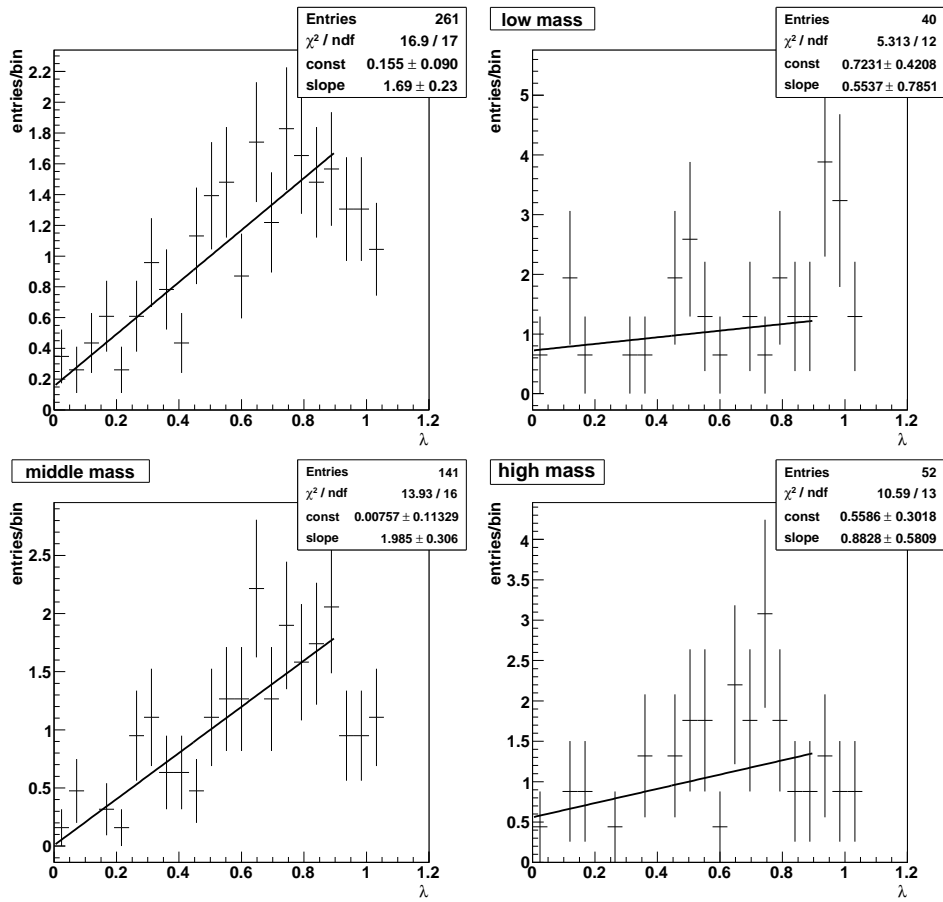 Entries 261
χ² / ndf 16.9 / 17
const 0.155 ± 0.090
slope 1.69 ± 0.23
entries/bin
2.2
2
1.8
1.6
1.4
1.2
1
0.8
0.6
0.4
0.2
0
0 0.2 0.4 0.6 0.8 1 1.2
λ
low mass
Entries 40
χ² / ndf 5.313 / 12
const 0.7231 ± 0.4208
slope 0.5537 ± 0.7851
entries/bin
5
4
3
2
1
0
0 0.2 0.4 0.6 0.8 1 1.2
λ
middle mass
Entries 141
χ² / ndf 13.93 / 16
const 0.00757 ± 0.11329
slope 1.985 ± 0.306
entries/bin
2.5
2
1.5
1
0.5
0
0 0.2 0.4 0.6 0.8 1 1.2
λ
high mass
Entries 52
χ² / ndf 10.59 / 13
const 0.5586 ± 0.3018
slope 0.8828 ± 0.5809
entries/bin
4
3.5
3
2.5
2
1.5
1
0.5
0
0 0.2 0.4 0.6 0.8 1 1.2
λ